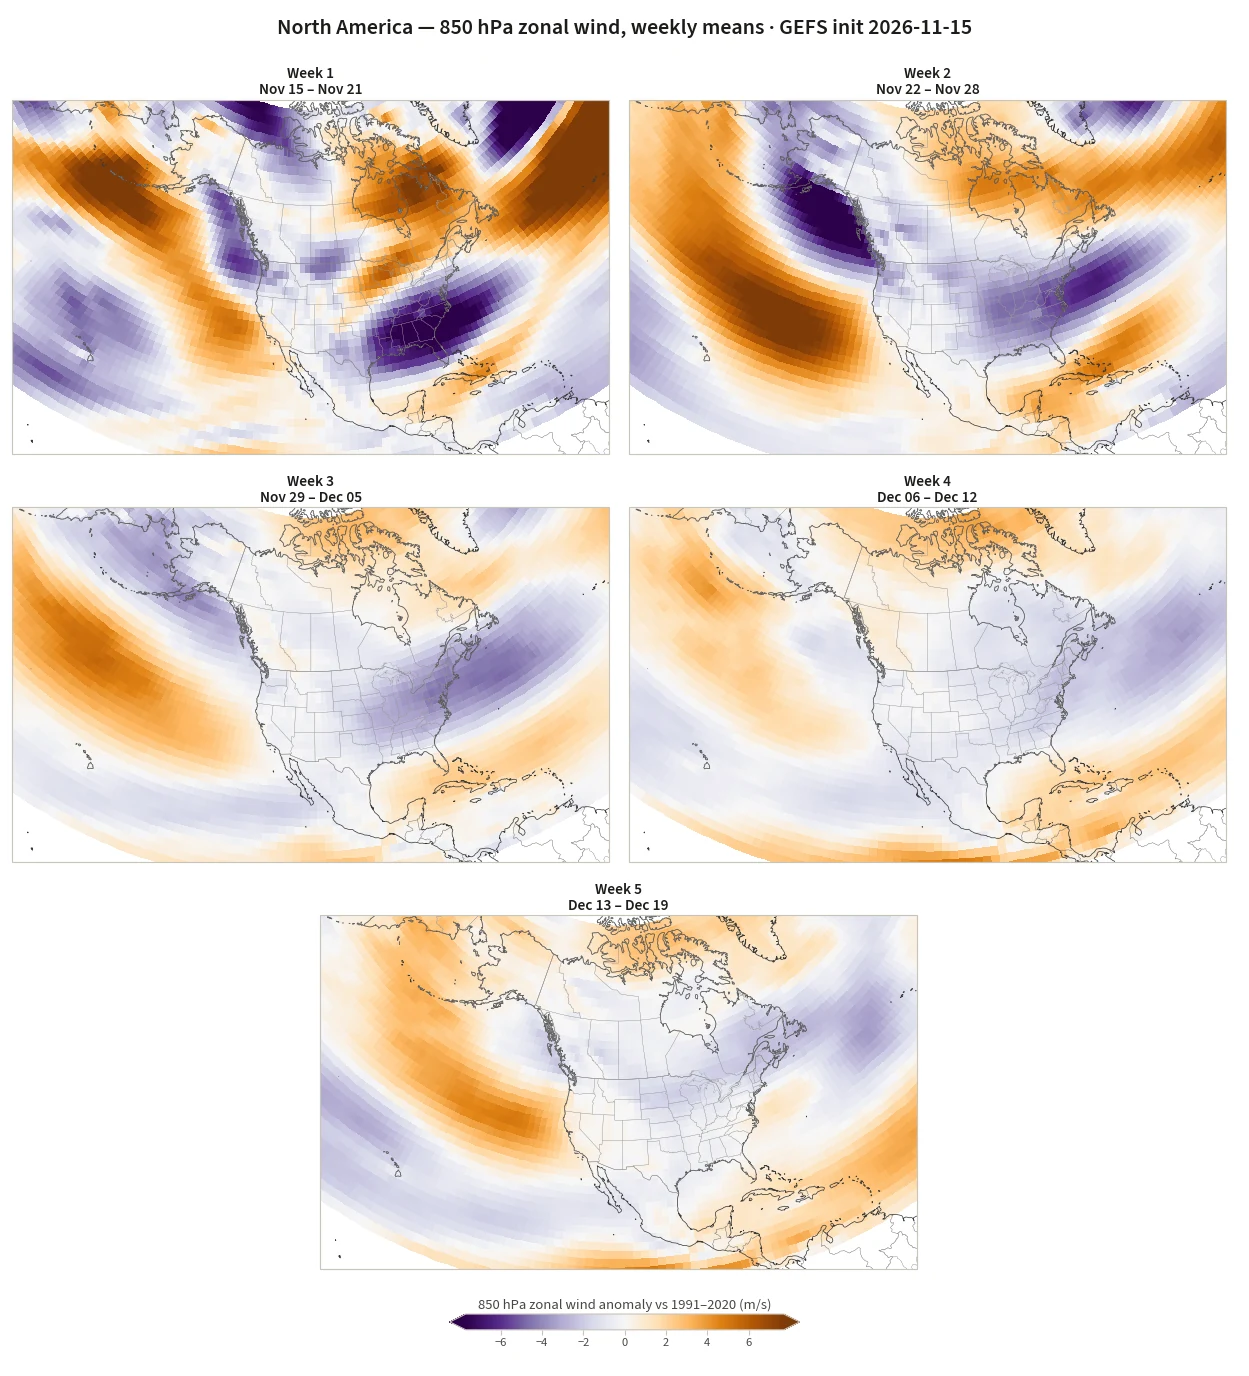 North America — 850 hPa zonal wind, weekly means · GEFS init 2026-11-15
Week 1
Nov 15 – Nov 21
Week 2
Nov 22 – Nov 28
Week 3
Nov 29 – Dec 05
Week 4
Dec 06 – Dec 12
Week 5
Dec 13 – Dec 19
850 hPa zonal wind anomaly vs 1991–2020 (m/s)
−6 −4 −2 0 2 4 6